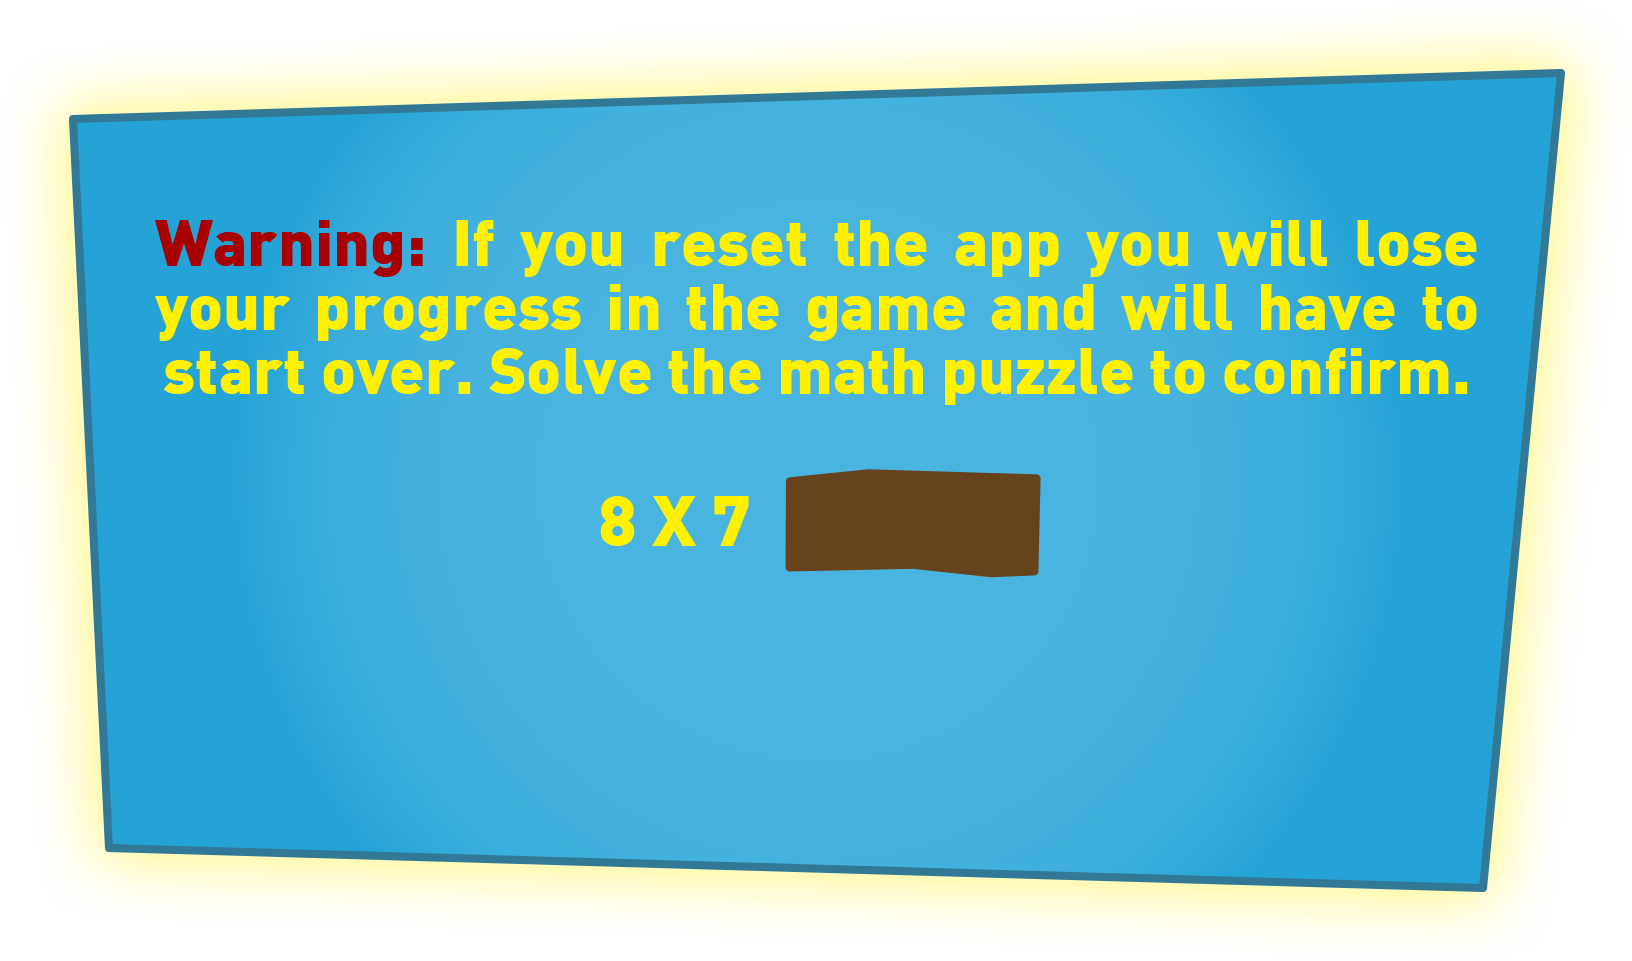 Warning: If you reset the app you will lose
your progress in the game and will have to
start over. Solve the math puzzle to confirm.
8 X 7